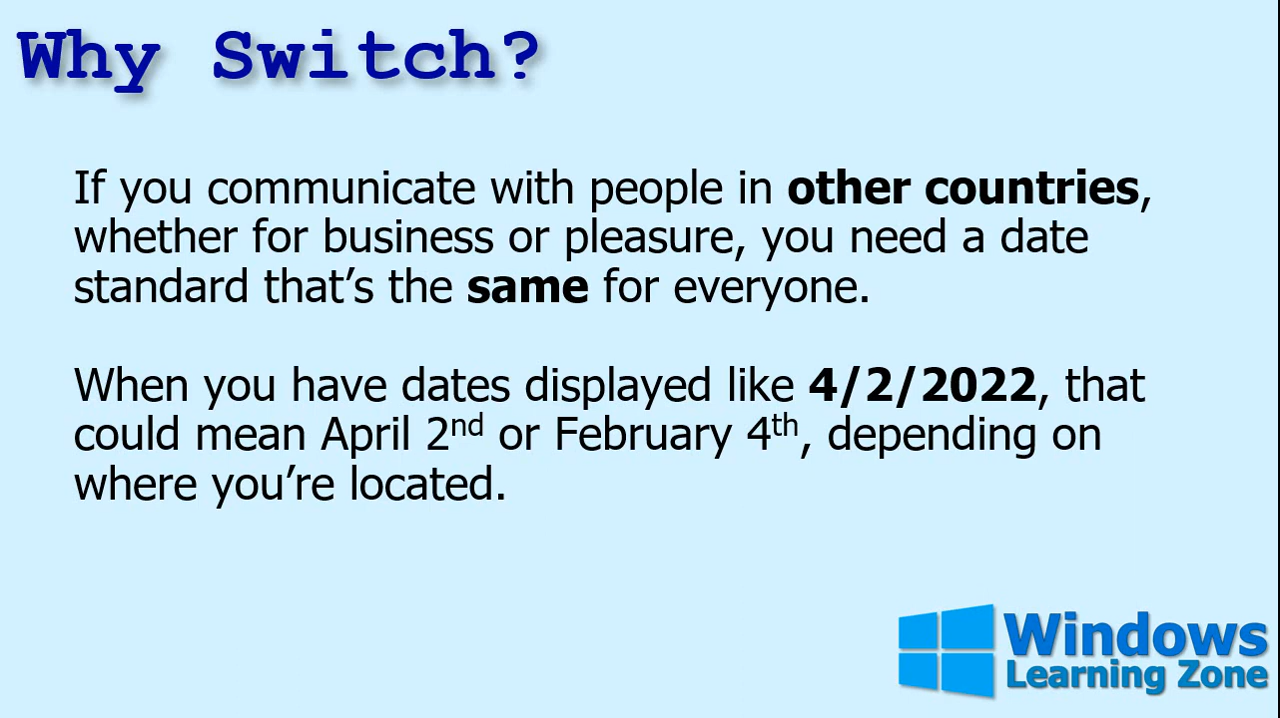 Why Switch?
If you communicate with people in other countries,
whether for business or pleasure, you need a date
standard that’s the same for everyone.
When you have dates displayed like 4/2/2022, that
could mean April 2nd or February 4th, depending on
where you’re located.
Windows
Learning Zone